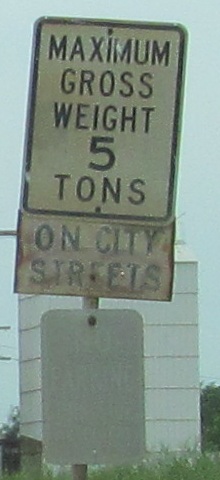 MAXIMUM
GROSS
WEIGHT
5
TONS
ON CITY
STREETS